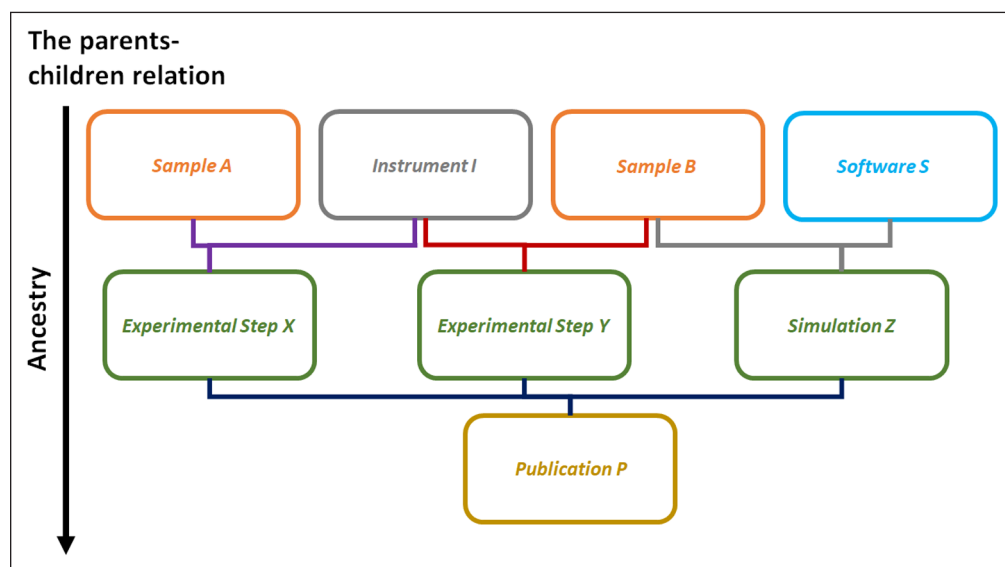 The parents-
children relation
Sample A
Instrument I
Sample B
Software S
Ancestry
Experimental Step X
Experimental Step Y
Simulation Z
Publication P